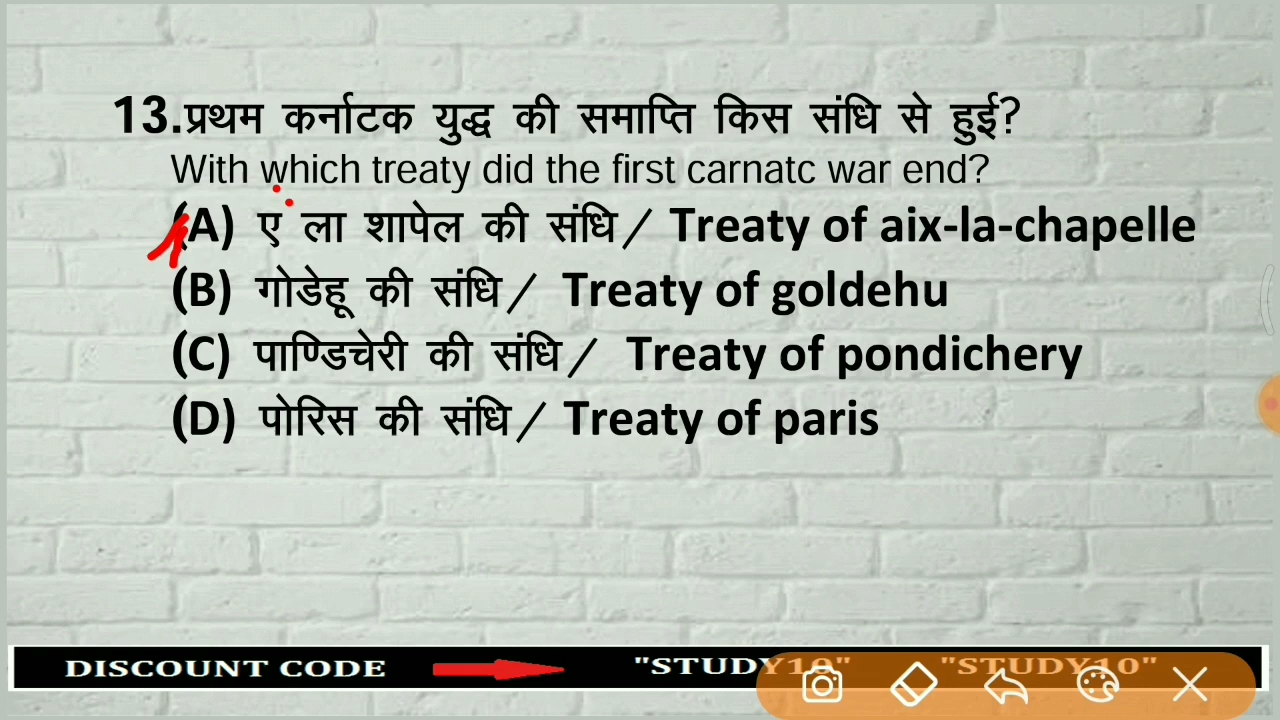 13.प्रथम कर्नाटक युद्ध की समाप्ति किस संधि से हुई?
With which treaty did the first carnatc war end?
(A) ए ला शापेल की संधि/ Treaty of aix-la-chapelle
(B) गोडेहू की संधि/ Treaty of goldehu
(C) पाण्डिचेरी की संधि/ Treaty of pondichery
(D) पोरिस की संधि/ Treaty of paris
DISCOUNT CODE "STUDY10" "STUDY10"